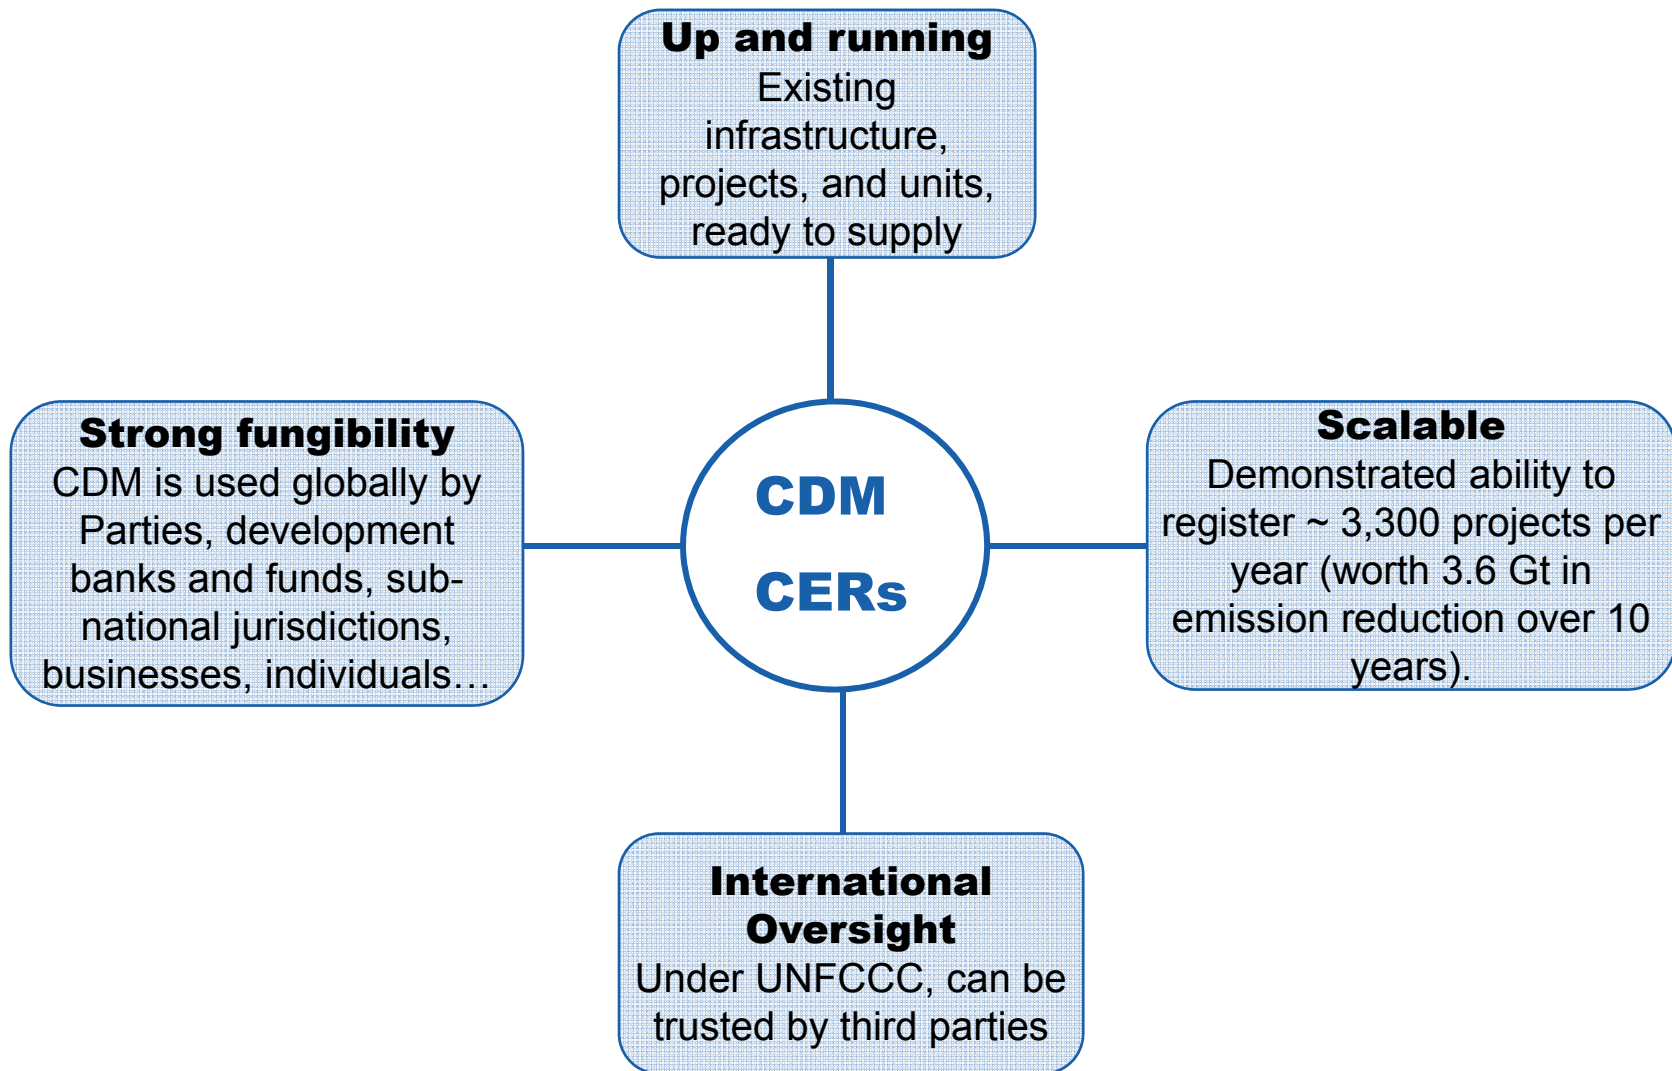 Up and running
Existing
infrastructure,
projects, and units,
ready to supply
Strong fungibility
CDM is used globally by
Parties, development
banks and funds, sub-
national jurisdictions,
businesses, individuals…
CDM
CERs
Scalable
Demonstrated ability to
register ~ 3,300 projects per
year (worth 3.6 Gt in
emission reduction over 10
years).
International
Oversight
Under UNFCCC, can be
trusted by third parties